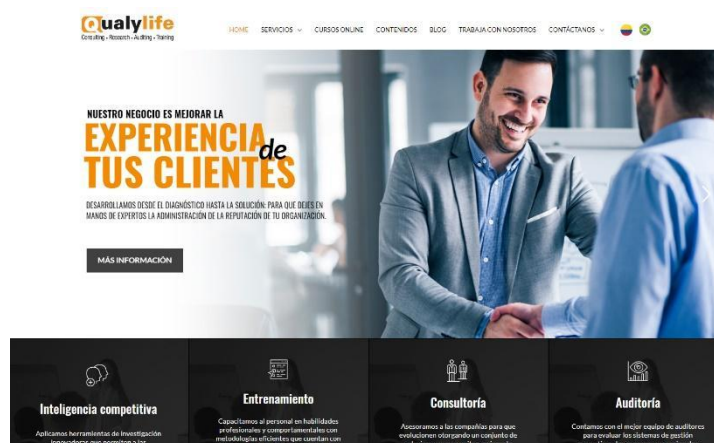 Qualylife
Consulting + Research + Auditing + Training
HOME SERVICIOS CURSOS ONLINE CONTENIDOS BLOG TRABAJA CON NOSOTROS CONTÁCTANOS
NUESTRO NEGOCIO ES MEJORAR LA
EXPERIENCIA de
TUS CLIENTES
DESARROLLAMOS DESDE EL DIAGNÓSTICO HASTA LA SOLUCIÓN: PARA QUE DEJES EN
MANOS DE EXPERTOS LA ADMINISTRACIÓN DE LA REPUTACIÓN DE TU ORGANIZACIÓN.
MÁS INFORMACIÓN
Inteligencia competitiva
Aplicamos herramientas de investigación
innovadoras que permiten a las
Entrenamiento
Capacitamos al personal en habilidades
profesionales y comportamentales con
metodologías eficientes que cuentan con
Consultoría
Asesoramos a las compañías para que
evolucionen otorgando un conjunto de
Auditoría
Contamos con el mejor equipo de auditores
para evaluar los sistemas de gestión